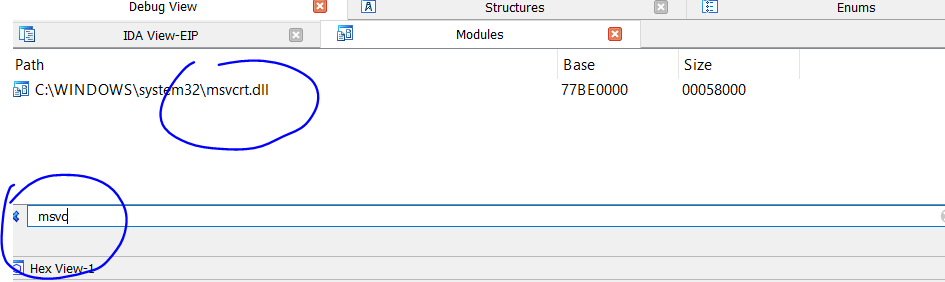 Debug View Structures Enums
IDA View-EIP Modules
Path Base Size
C:\WINDOWS\system32\msvcrt.dll 77BE0000 00058000
msvc
Hex View-1